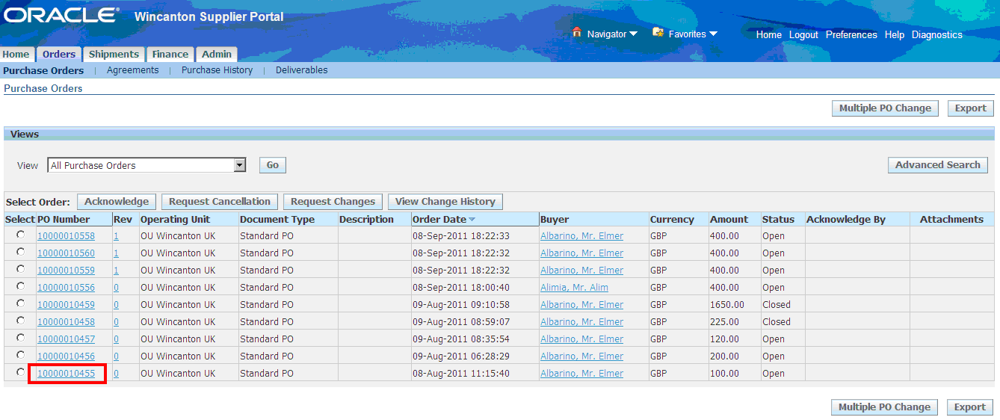 ORACLE® Wincanton Supplier Portal
Navigator Favorites Home Logout Preferences Help Diagnostics
Home Orders Shipments Finance Admin
Purchase Orders | Agreements | Purchase History | Deliverables
Purchase Orders
Multiple PO Change Export
Views
View All Purchase Orders Go Advanced Search
Select Order: Acknowledge Request Cancellation Request Changes View Change History
Select PO Number Rev Operating Unit Document Type Description Order Date Buyer Currency Amount Status Acknowledge By Attachments
10000010558 1 OU Wincanton UK Standard PO 08-Sep-2011 18:22:33 Albarino, Mr. Elmer GBP 400.00 Open
10000010560 1 OU Wincanton UK Standard PO 08-Sep-2011 18:22:32 Albarino, Mr. Elmer GBP 400.00 Open
10000010559 1 OU Wincanton UK Standard PO 08-Sep-2011 18:22:32 Albarino, Mr. Elmer GBP 400.00 Open
10000010556 0 OU Wincanton UK Standard PO 08-Sep-2011 18:00:40 Alimia, Mr. Alim GBP 400.00 Open
10000010459 0 OU Wincanton UK Standard PO 09-Aug-2011 09:10:58 Albarino, Mr. Elmer GBP 1650.00 Closed
10000010458 0 OU Wincanton UK Standard PO 09-Aug-2011 08:59:07 Albarino, Mr. Elmer GBP 225.00 Closed
10000010457 0 OU Wincanton UK Standard PO 09-Aug-2011 08:35:54 Albarino, Mr. Elmer GBP 120.00 Open
10000010456 0 OU Wincanton UK Standard PO 09-Aug-2011 06:28:29 Albarino, Mr. Elmer GBP 200.00 Open
10000010455 0 OU Wincanton UK Standard PO 08-Aug-2011 11:15:40 Albarino, Mr. Elmer GBP 100.00 Open
Multiple PO Change Export